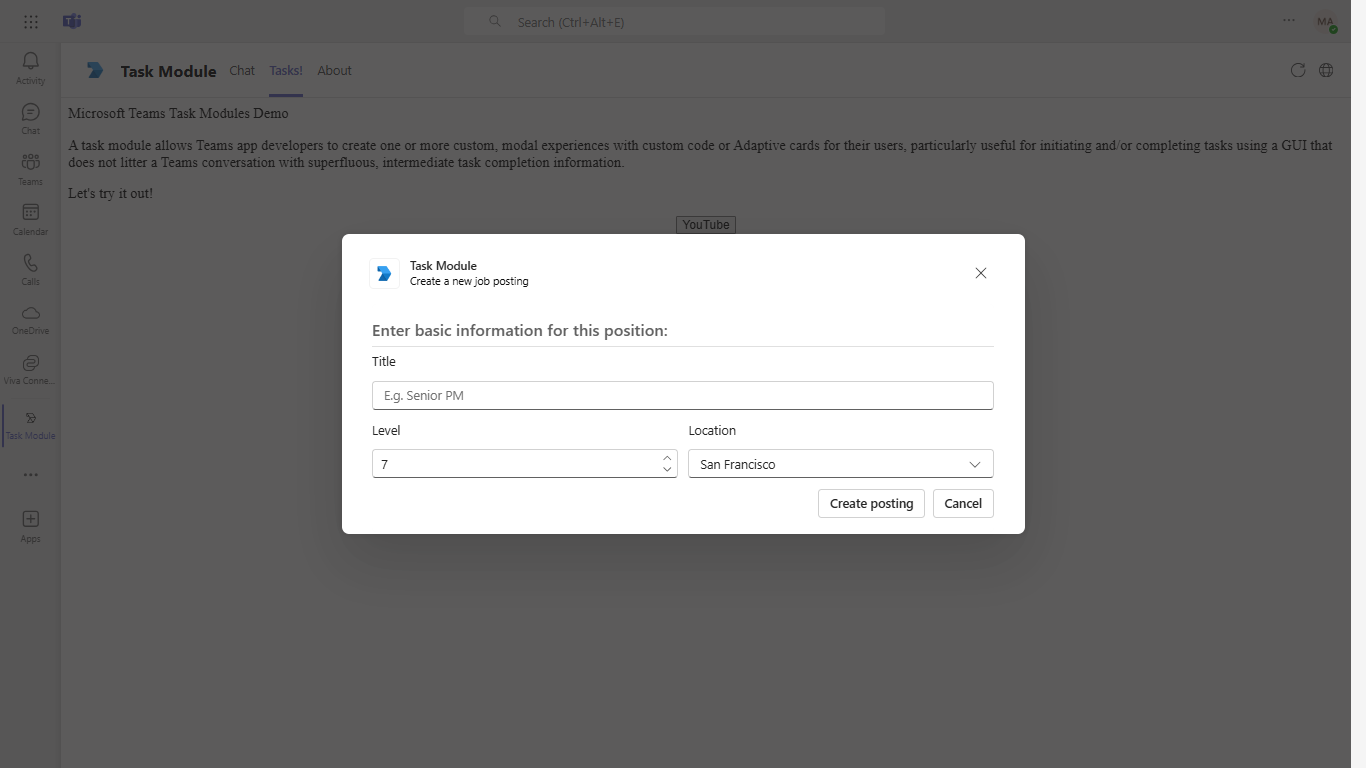 Search (Ctrl+Alt+E)
MA
Activity
Chat
Teams
Calendar
Calls
OneDrive
Viva Conne...
Task Module
Apps
Task Module Chat Tasks! About
Microsoft Teams Task Modules Demo
A task module allows Teams app developers to create one or more custom, modal experiences with custom code or Adaptive cards for their users, particularly useful for initiating and/or completing tasks using a GUI that
does not litter a Teams conversation with superfluous, intermediate task completion information.
Let's try it out!
YouTube
Task Module
Create a new job posting
Enter basic information for this position:
Title
E.g. Senior PM
Level Location
7 San Francisco
Create posting Cancel